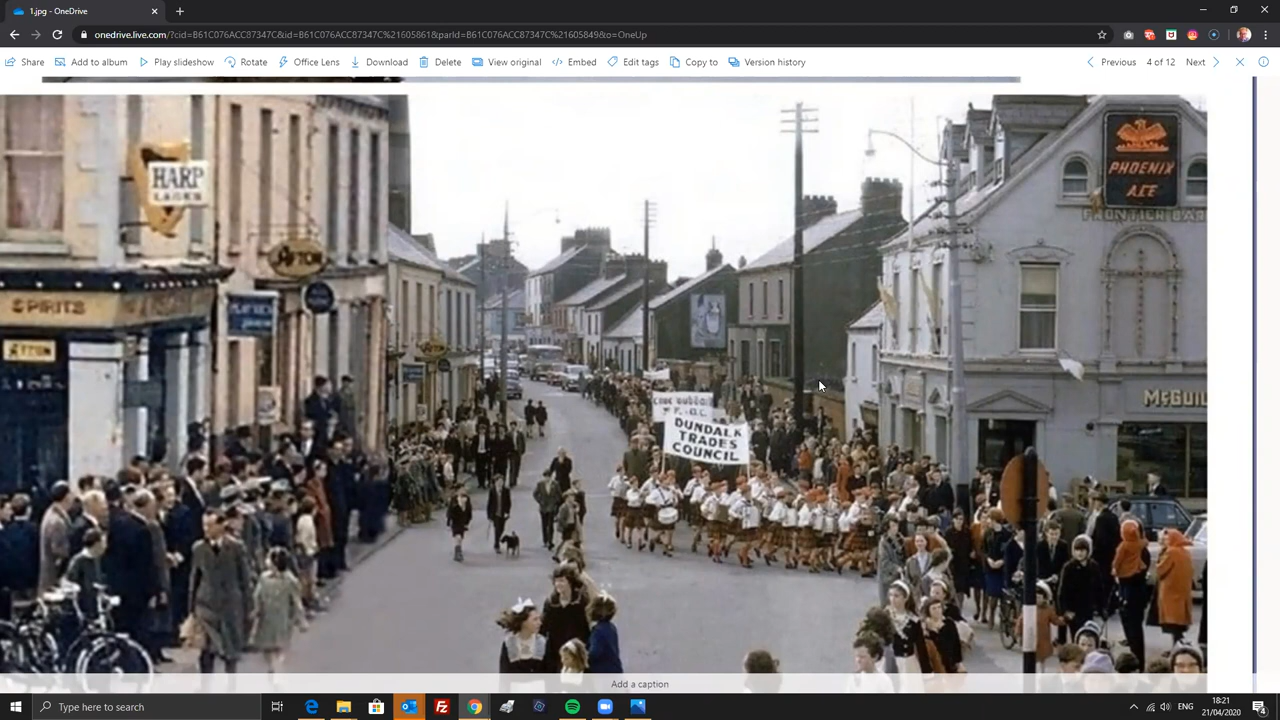 1.jpg - OneDrive
onedrive.live.com/?cid=B61C076ACC87347C&id=B61C076ACC87347C%21605861&parId=B61C076ACC87347C%21605849&o=OneUp
Share Add to album Play slideshow Rotate Office Lens Download Delete View original Embed Edit tags Copy to Version history Previous 4 of 12 Next
HARP
LAGER
PHOENIX
ALE
FRONTIER BAR
AFTON
SPIRITS
AFTON
DUNDALK
TRADES
COUNCIL
McGUI
Add a caption
Type here to search
ENG
18:21
21/04/2020